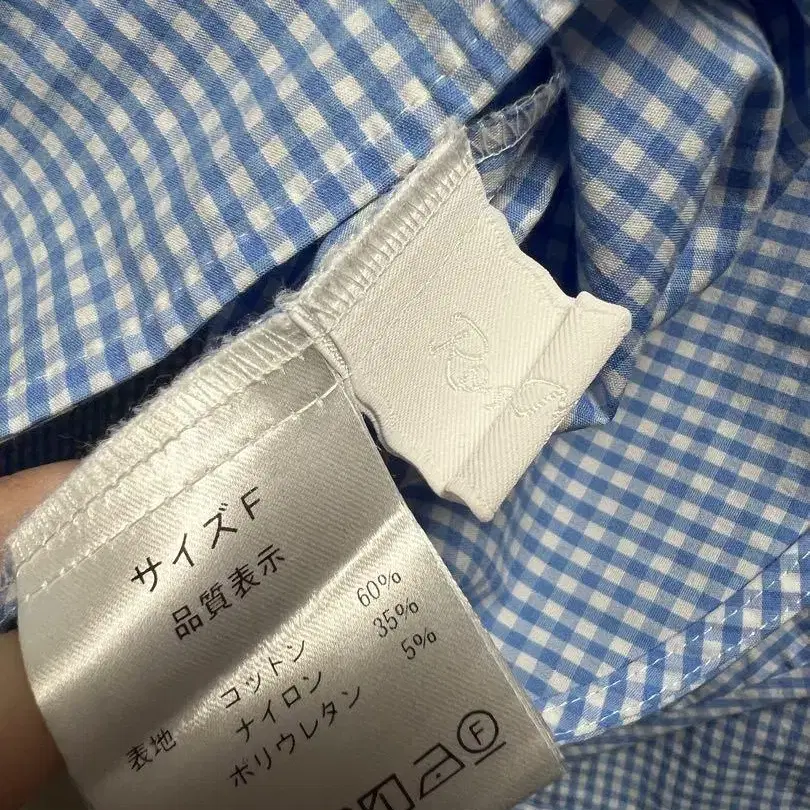 サイズF
品質表示
表地 コットン 60%
ナイロン 35%
ポリウレタン 5%
F